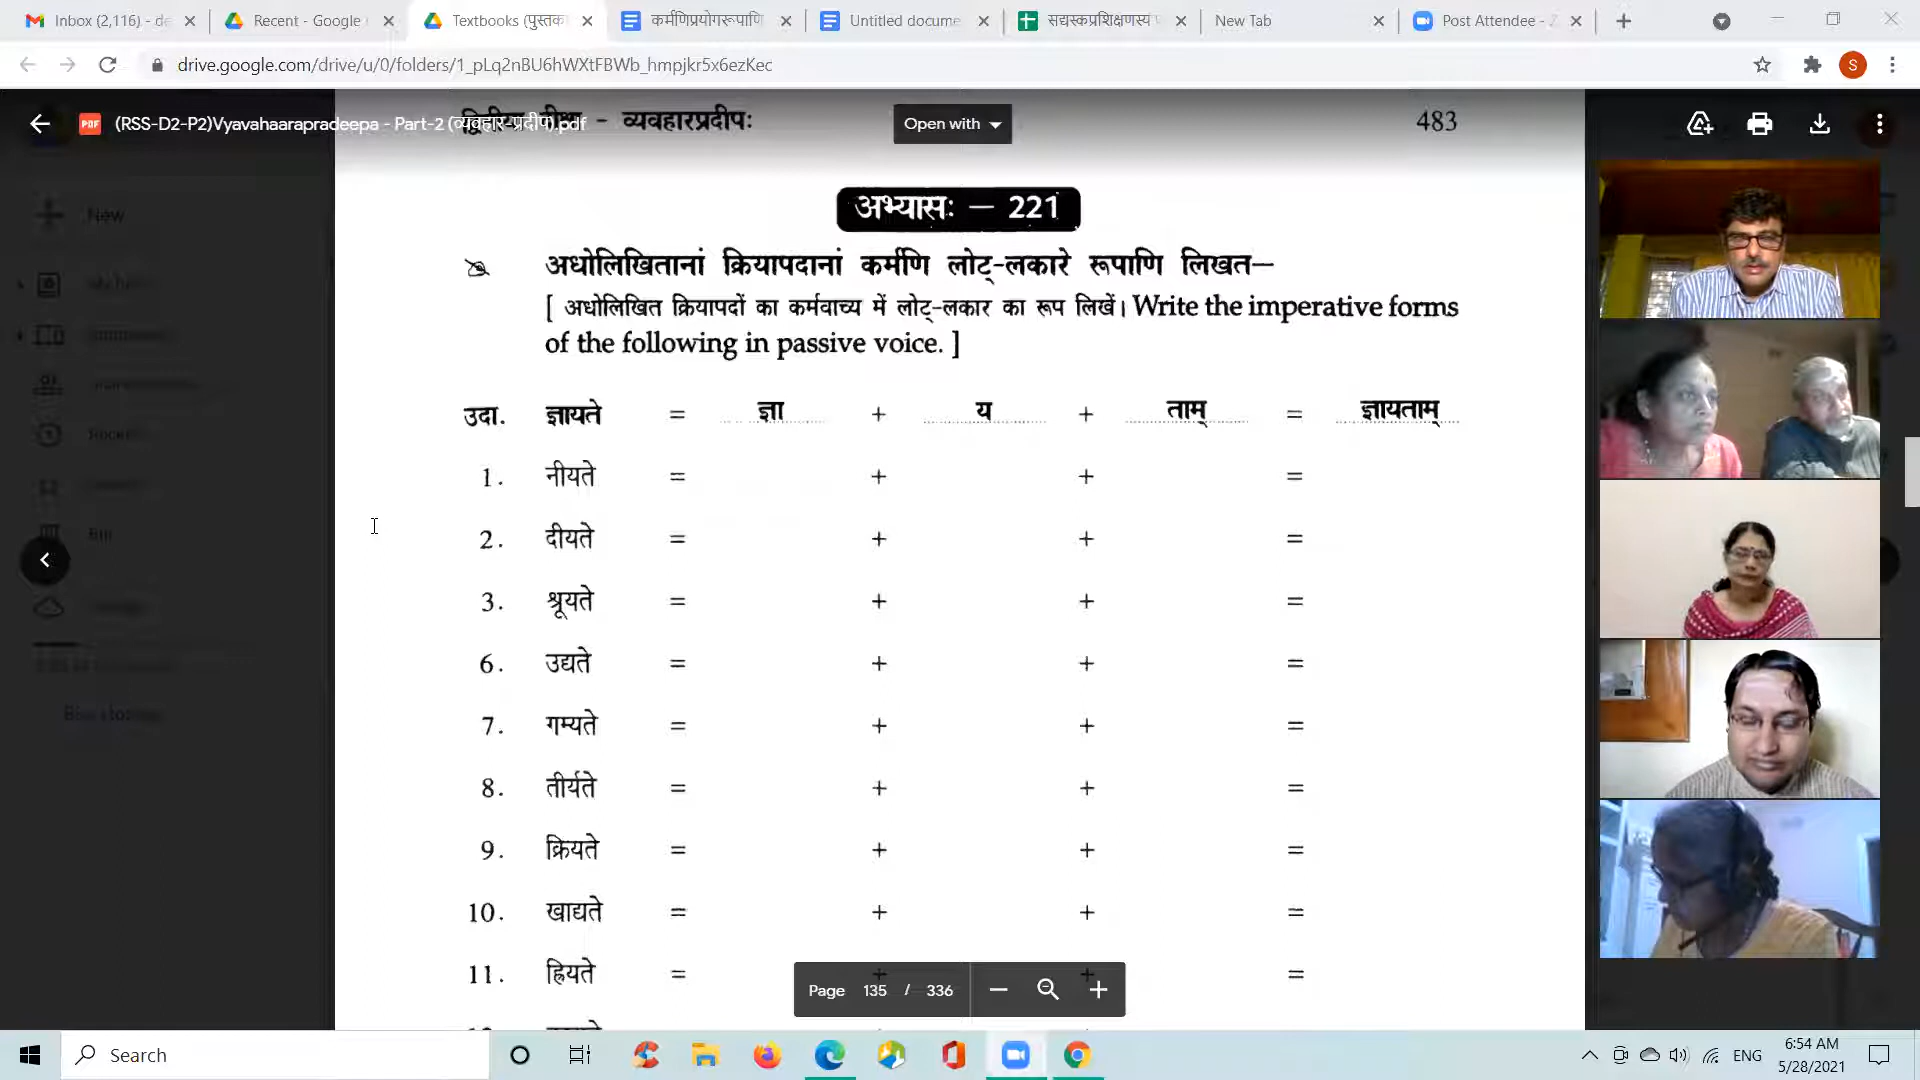 Inbox (2,116) - de
Recent - Google
Textbooks (पुस्तक
कर्मणिप्रयोगरूपाणि
Untitled docume
सद्यस्कप्रशिक्षणस्य
New Tab
Post Attendee - Z
drive.google.com/drive/u/0/folders/1_pLq2nBU6hWXtFBWb_hmpjkr5x6ezKec
S
PDF (RSS-D2-P2)Vyavahaarapradeepa - Part-2 (व्यवहार-प्रदीप).pdf
- व्यवहारप्रदीपः
Open with
483
New
अभ्यासः – 221
अधोलिखितानां क्रियापदानां कर्मणि लोट्-लकारे रूपाणि लिखत–
[ अधोलिखित क्रियापदों का कर्मवाच्य में लोट्-लकार का रूप लिखें। Write the imperative forms
of the following in passive voice. ]
उदा. ज्ञायते = ज्ञा + य + ताम् = ज्ञायताम्
1. नीयते = + + =
2. दीयते = + + =
3. श्रूयते = + + =
6. उद्यते = + + =
7. गम्यते = + + =
8. तीर्यते = + + =
9. क्रियते = + + =
10. खाद्यते = + + =
11. ह्रियते = + + =
Page 135 / 336
Search
ENG
6:54 AM
5/28/2021